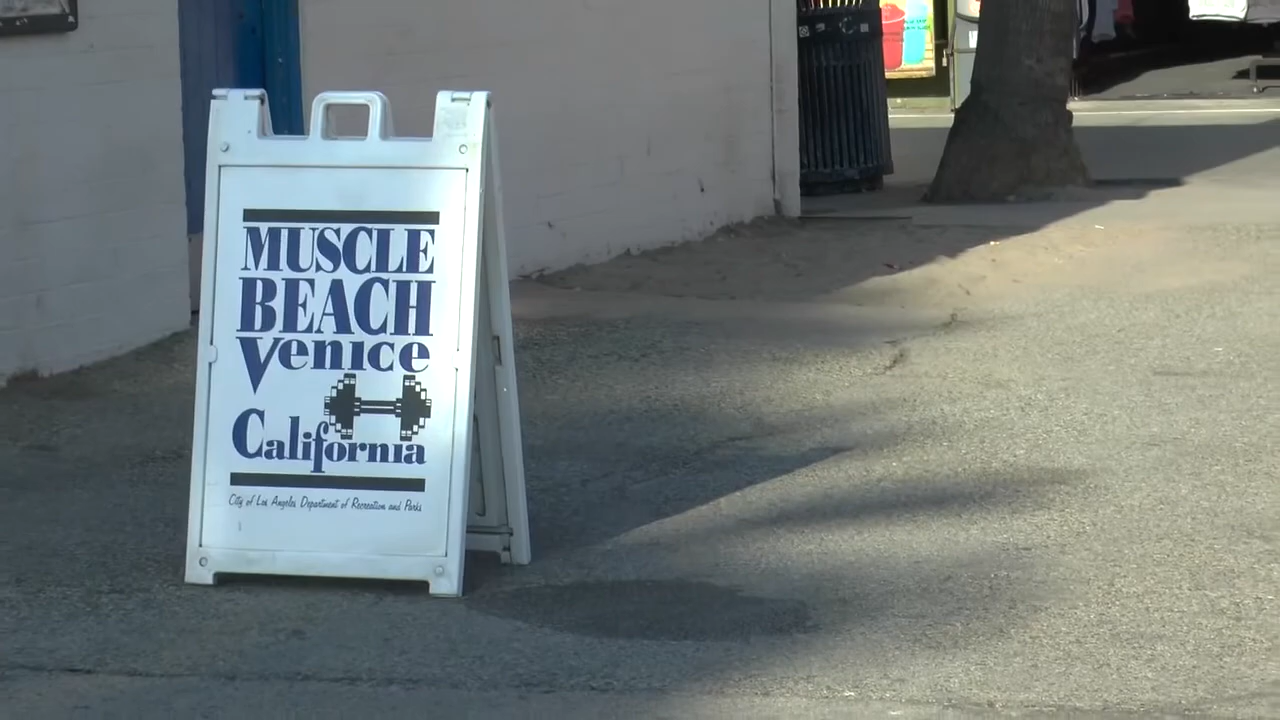 MUSCLE
BEACH
Venice
California
City of Los Angeles Department of Recreation and Parks